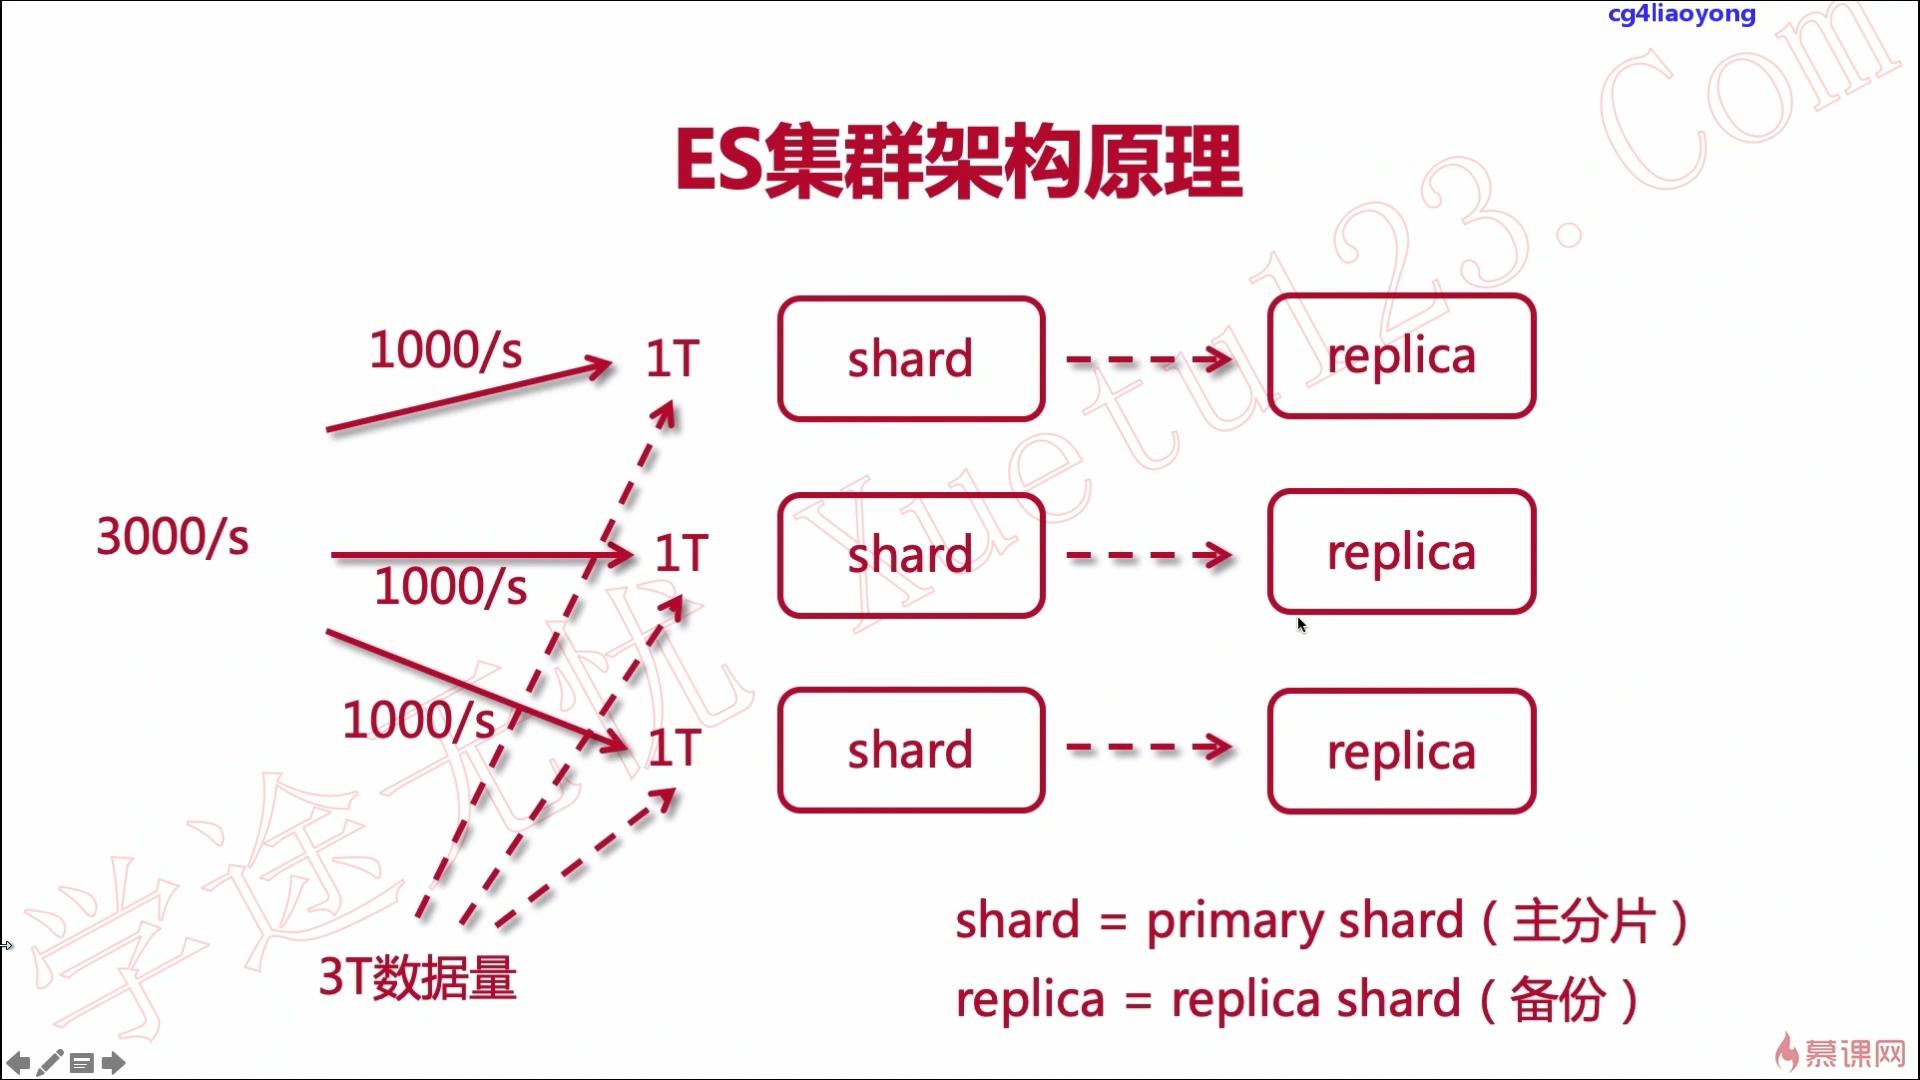 cg4liaoyong
ES集群架构原理
1000/s
1T
shard
replica
3000/s
1000/s
1T
shard
replica
1000/s
1T
shard
replica
3T数据量
shard = primary shard（主分片）
replica = replica shard（备份）
学途无忧 Xuetu123.Com
慕课网